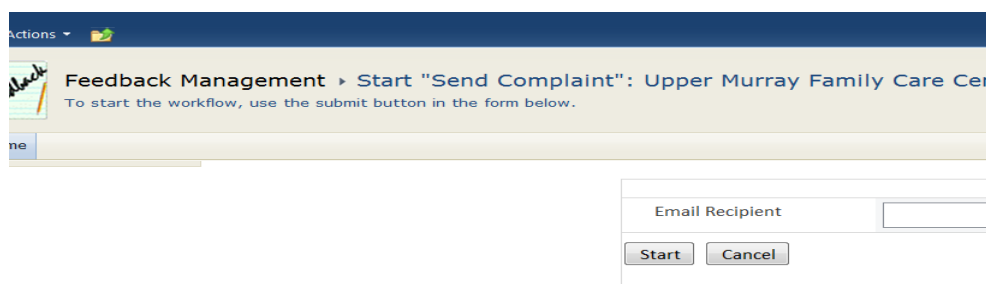 Actions
Feedback Management ▸ Start "Send Complaint": Upper Murray Family Care Cen
To start the workflow, use the submit button in the form below.
me
Email Recipient
Start Cancel